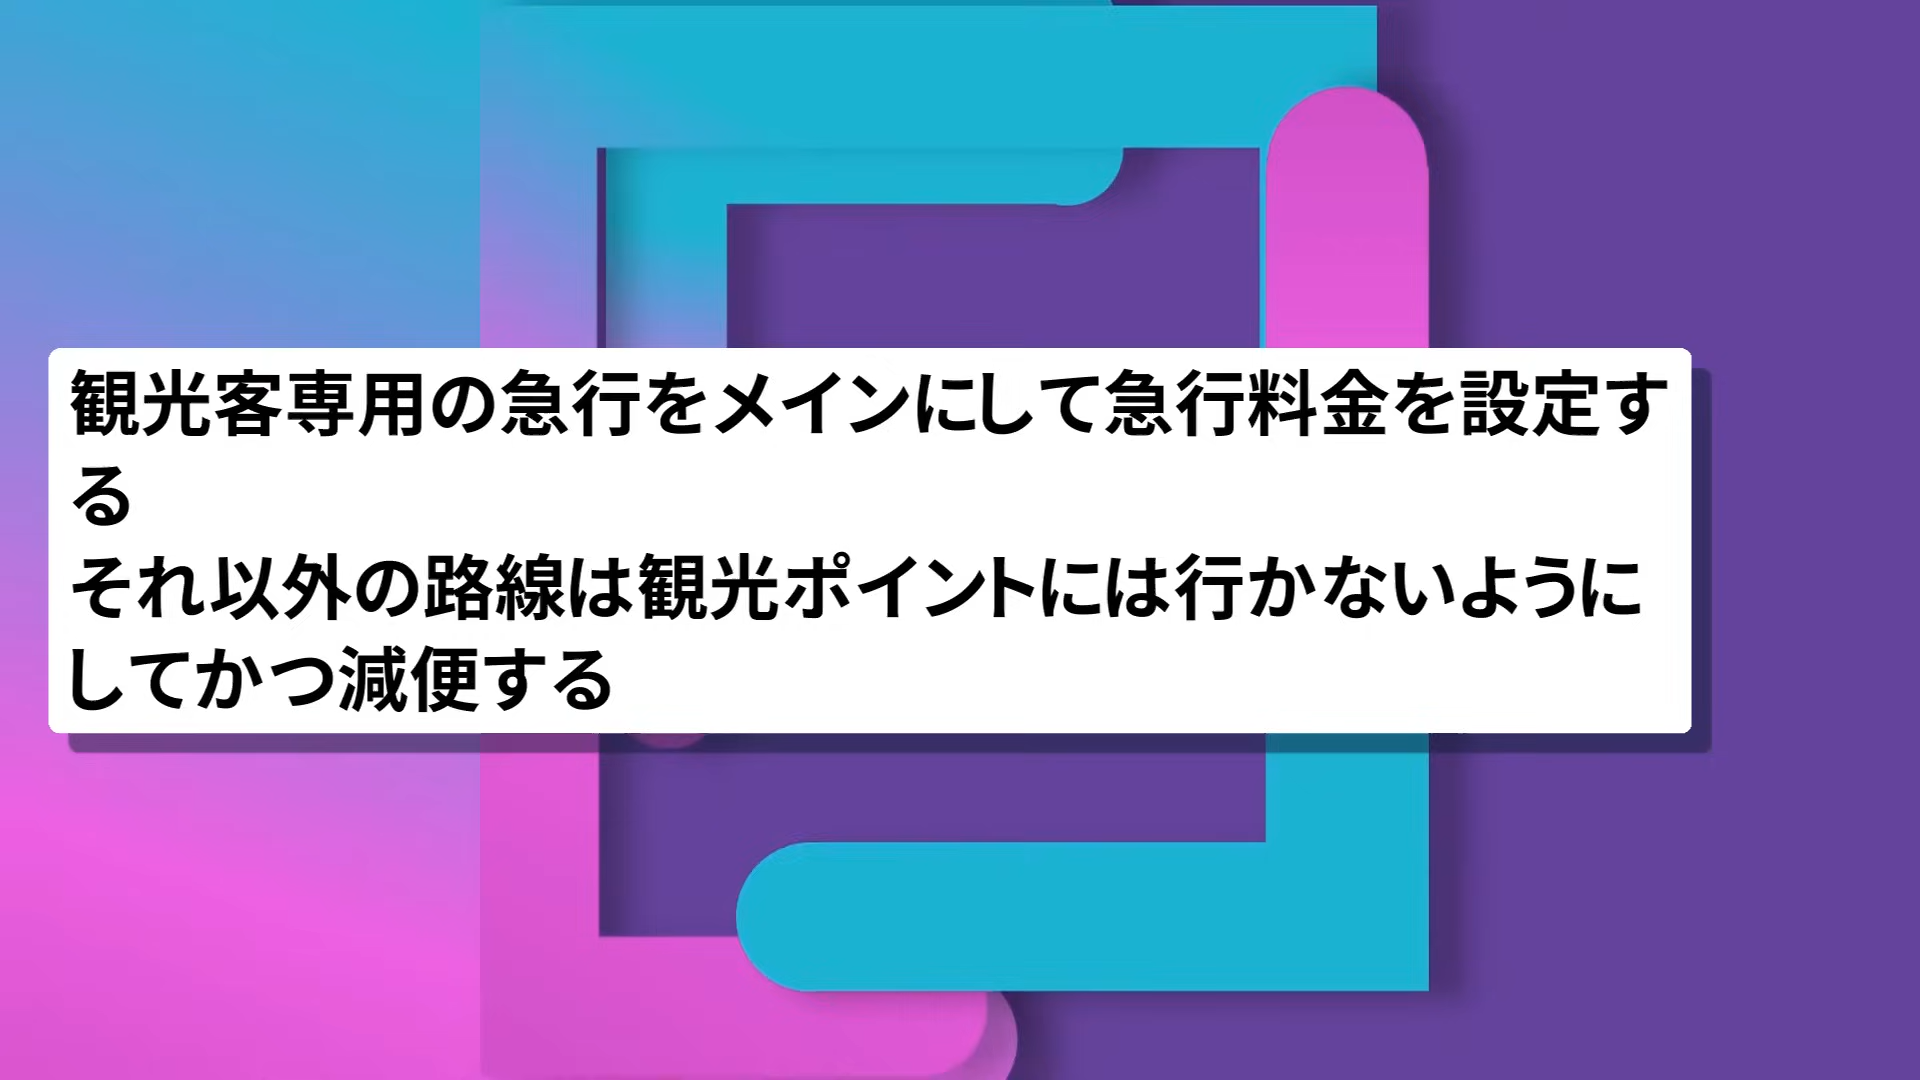 観光客専用の急行をメインにして急行料金を設定す
る
それ以外の路線は観光ポイントには行かないように
してかつ減便する